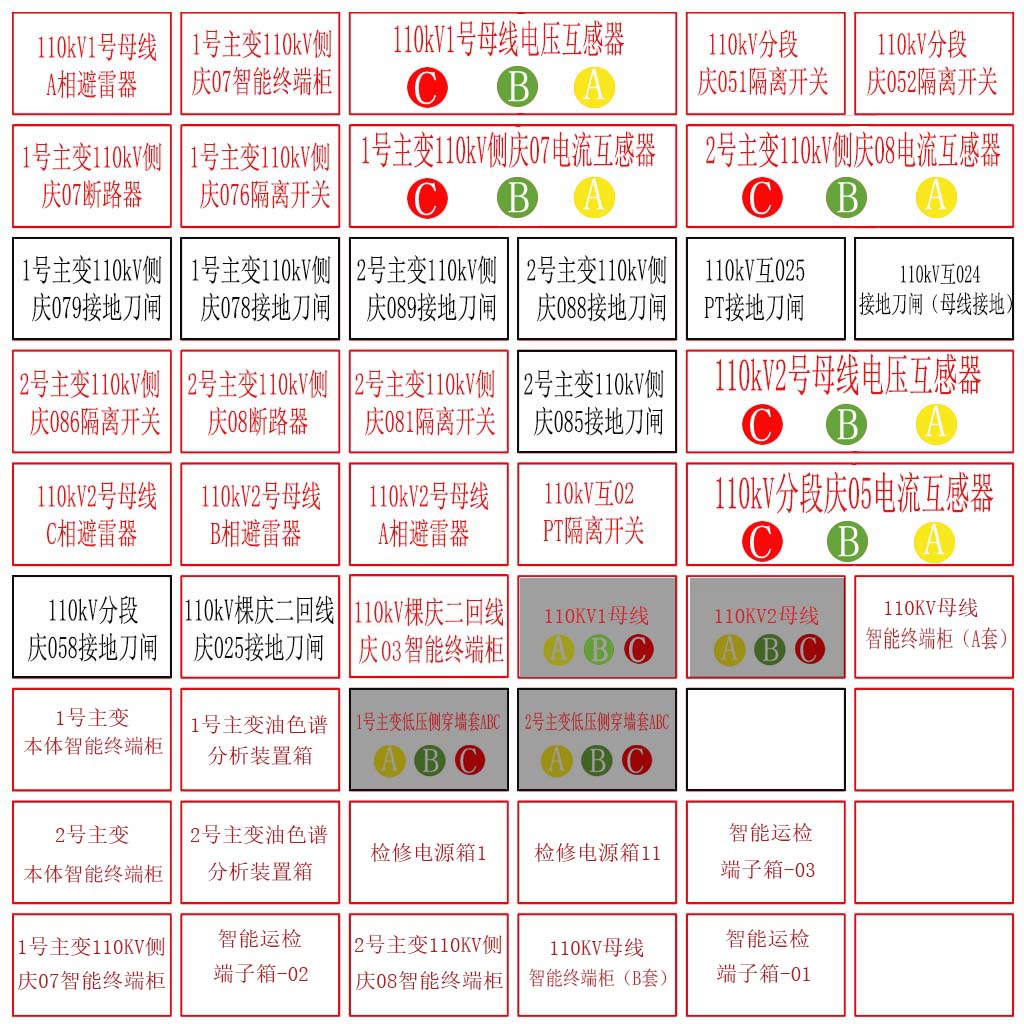 110kV1号母线
A相避雷器
1号主变110kV侧
庆07智能终端柜
110kV1号母线电压互感器
C B A
110kV分段
庆051隔离开关
110kV分段
庆052隔离开关
1号主变110kV侧
庆07断路器
1号主变110kV侧
庆076隔离开关
1号主变110kV侧庆07电流互感器
C B A
2号主变110kV侧庆08电流互感器
C B A
1号主变110kV侧
庆079接地刀闸
1号主变110kV侧
庆078接地刀闸
2号主变110kV侧
庆089接地刀闸
2号主变110kV侧
庆088接地刀闸
110kV互025
PT接地刀闸
110kV互024
接地刀闸（母线接地）
2号主变110kV侧
庆086隔离开关
2号主变110kV侧
庆08断路器
2号主变110kV侧
庆081隔离开关
2号主变110kV侧
庆085接地刀闸
110kV2号母线电压互感器
C B A
110kV2号母线
C相避雷器
110kV2号母线
B相避雷器
110kV2号母线
A相避雷器
110kV互02
PT隔离开关
110kV分段庆05电流互感器
C B A
110kV分段
庆058接地刀闸
110kV棵庆二回线
庆025接地刀闸
110kV棵庆二回线
庆03智能终端柜
110KV1母线
A B C
110KV2母线
A B C
110KV母线
智能终端柜（A套）
1号主变
本体智能终端柜
1号主变油色谱
分析装置箱
1号主变低压侧穿墙套ABC
A B C
2号主变低压侧穿墙套ABC
A B C
2号主变
本体智能终端柜
2号主变油色谱
分析装置箱
检修电源箱1
检修电源箱11
智能运检
端子箱-03
1号主变110KV侧
庆07智能终端柜
智能运检
端子箱-02
2号主变110KV侧
庆08智能终端柜
110KV母线
智能终端柜（B套）
智能运检
端子箱-01